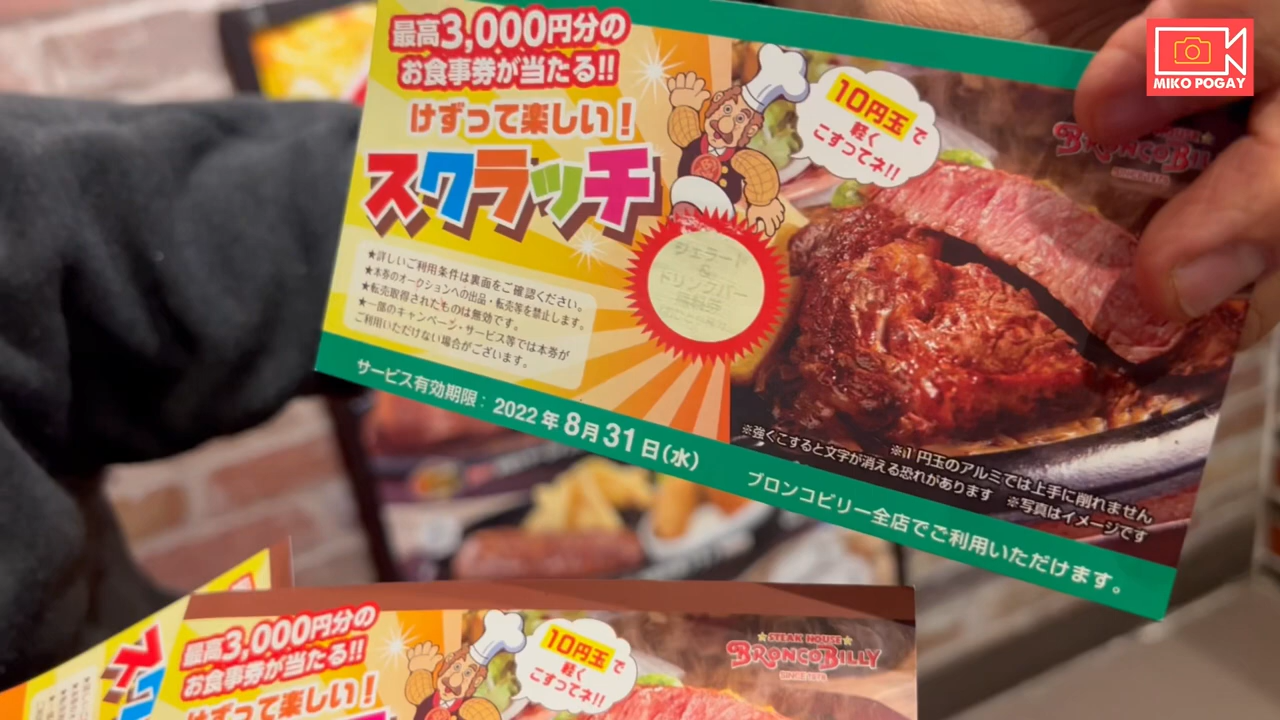 MIKO POGAY
最高3,000円分の
お食事券が当たる!!
けずって楽しい!
スクラッチ
10円玉で
軽く
こすってネ!!
BRONCOBIL
ジェラート
&
ドリンクバー
★詳しいご利用条件は裏面をご確認ください。
★本券のオークションへの出品・転売等を禁止します。
★転売取得されたものは無効です。
★一部のキャンペーン・サービス等では本券が
ご利用いただけない場合がございます。
サービス有効期限:2022年8月31日(水)
※強くこすると文字が消える恐れがあります
※1円玉のアルミでは上手に削れません
※写真はイメージです
ブロンコビリー全店でご利用いただけます。
最高3,000円分の
お食事券が当たる!!
けずって楽しい!
10円玉で
軽く
こすってネ!!
STEAK HOUSE
BRONCOBILLY
SINCE 1978